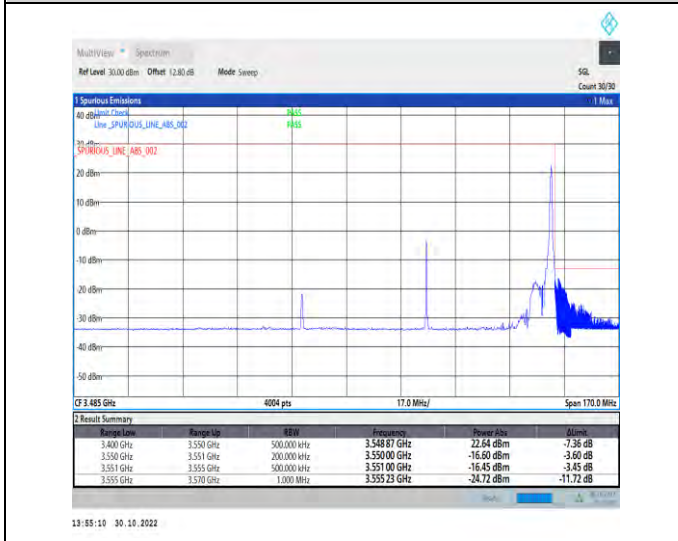 MultiView Spectrum
Ref Level 30.00 dBm Offset 12.80 dB Mode Sweep SGL
Count 30/30
1 Spurious Emissions 1 Max
40 dBm Limit Check PASS
Line _SPURIOUS_LINE_ABS_002 PASS
30 dBm
_SPURIOUS_LINE_ABS_002
20 dBm
10 dBm
0 dBm
-10 dBm
-20 dBm
-30 dBm
-40 dBm
-50 dBm
CF 3.485 GHz 4004 pts 17.0 MHz/ Span 170.0 MHz
2 Result Summary
Range Low Range Up RBW Frequency Power Abs ΔLimit
3.400 GHz 3.550 GHz 500.000 kHz 3.548 87 GHz 22.64 dBm -7.36 dB
3.550 GHz 3.551 GHz 200.000 kHz 3.550 00 GHz -16.60 dBm -3.60 dB
3.551 GHz 3.555 GHz 500.000 kHz 3.551 00 GHz -16.45 dBm -3.45 dB
3.555 GHz 3.570 GHz 1.000 MHz 3.555 23 GHz -24.72 dBm -11.72 dB
13:55:10 30.10.2022